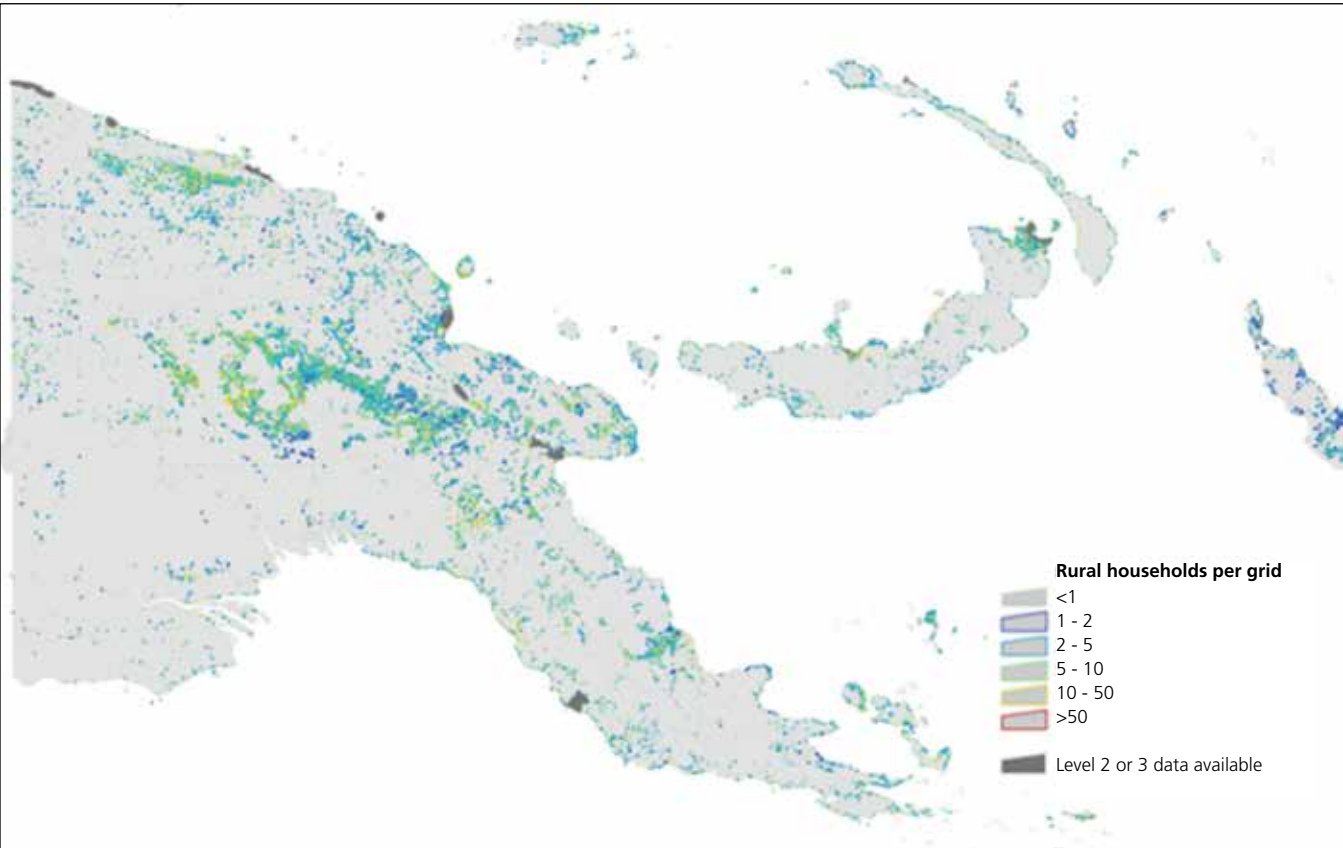 Rural households per grid
<1
1 - 2
2 - 5
5 - 10
10 - 50
>50
Level 2 or 3 data available